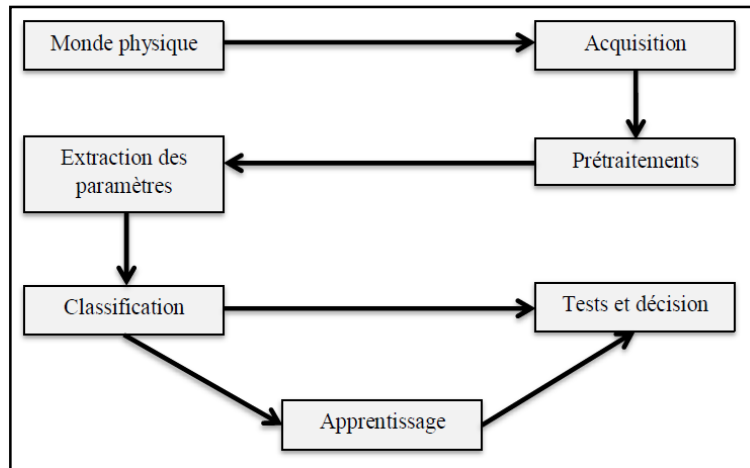 Monde physique
Acquisition
Extraction des
paramètres
Prétraitements
Classification
Tests et décision
Apprentissage